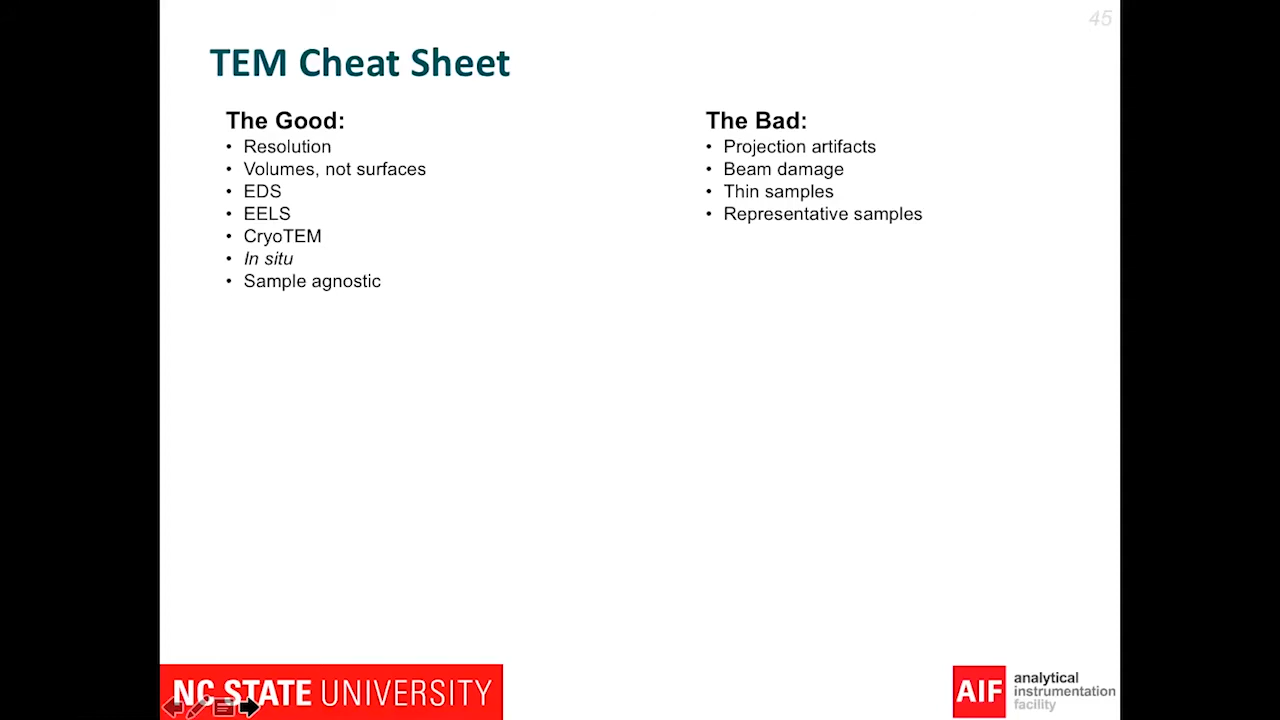 45
TEM Cheat Sheet
The Good:
• Resolution
• Volumes, not surfaces
• EDS
• EELS
• CryoTEM
• In situ
• Sample agnostic
The Bad:
• Projection artifacts
• Beam damage
• Thin samples
• Representative samples
NC STATE UNIVERSITY
AIF
analytical
instrumentation
facility